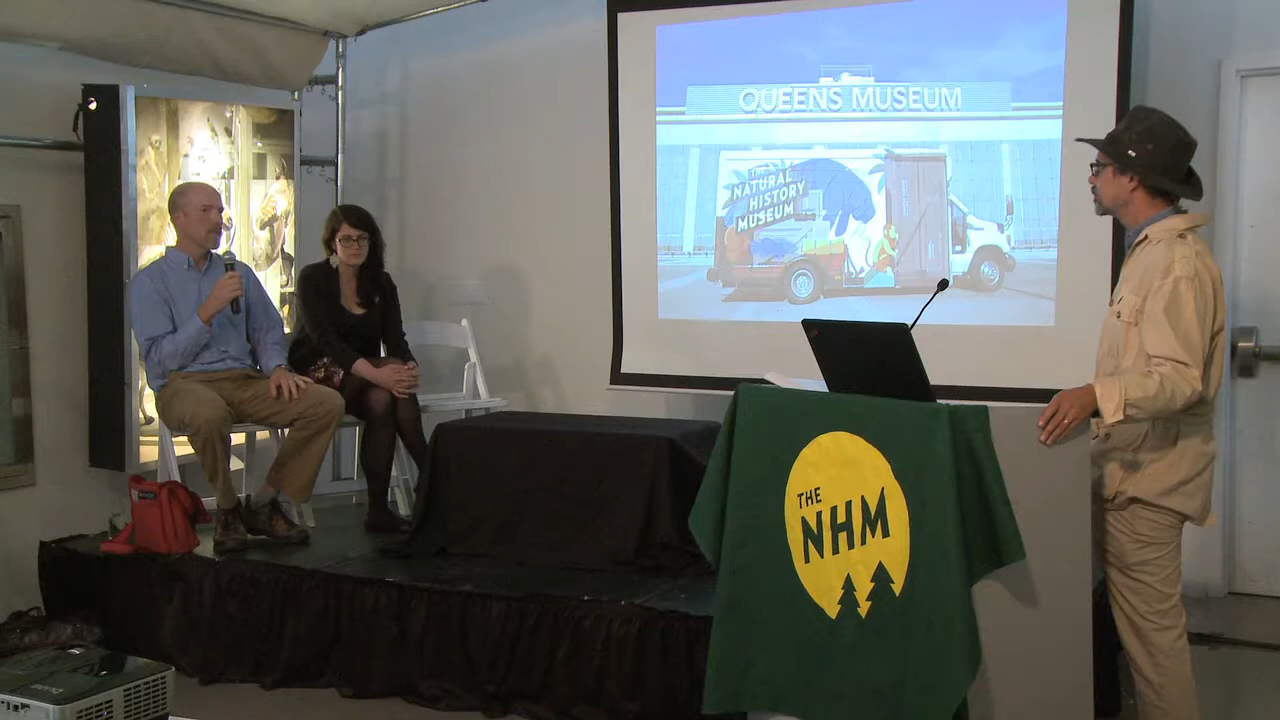 QUEENS MUSEUM
THE
NATURAL
HISTORY
MUSEUM
THE
NHM